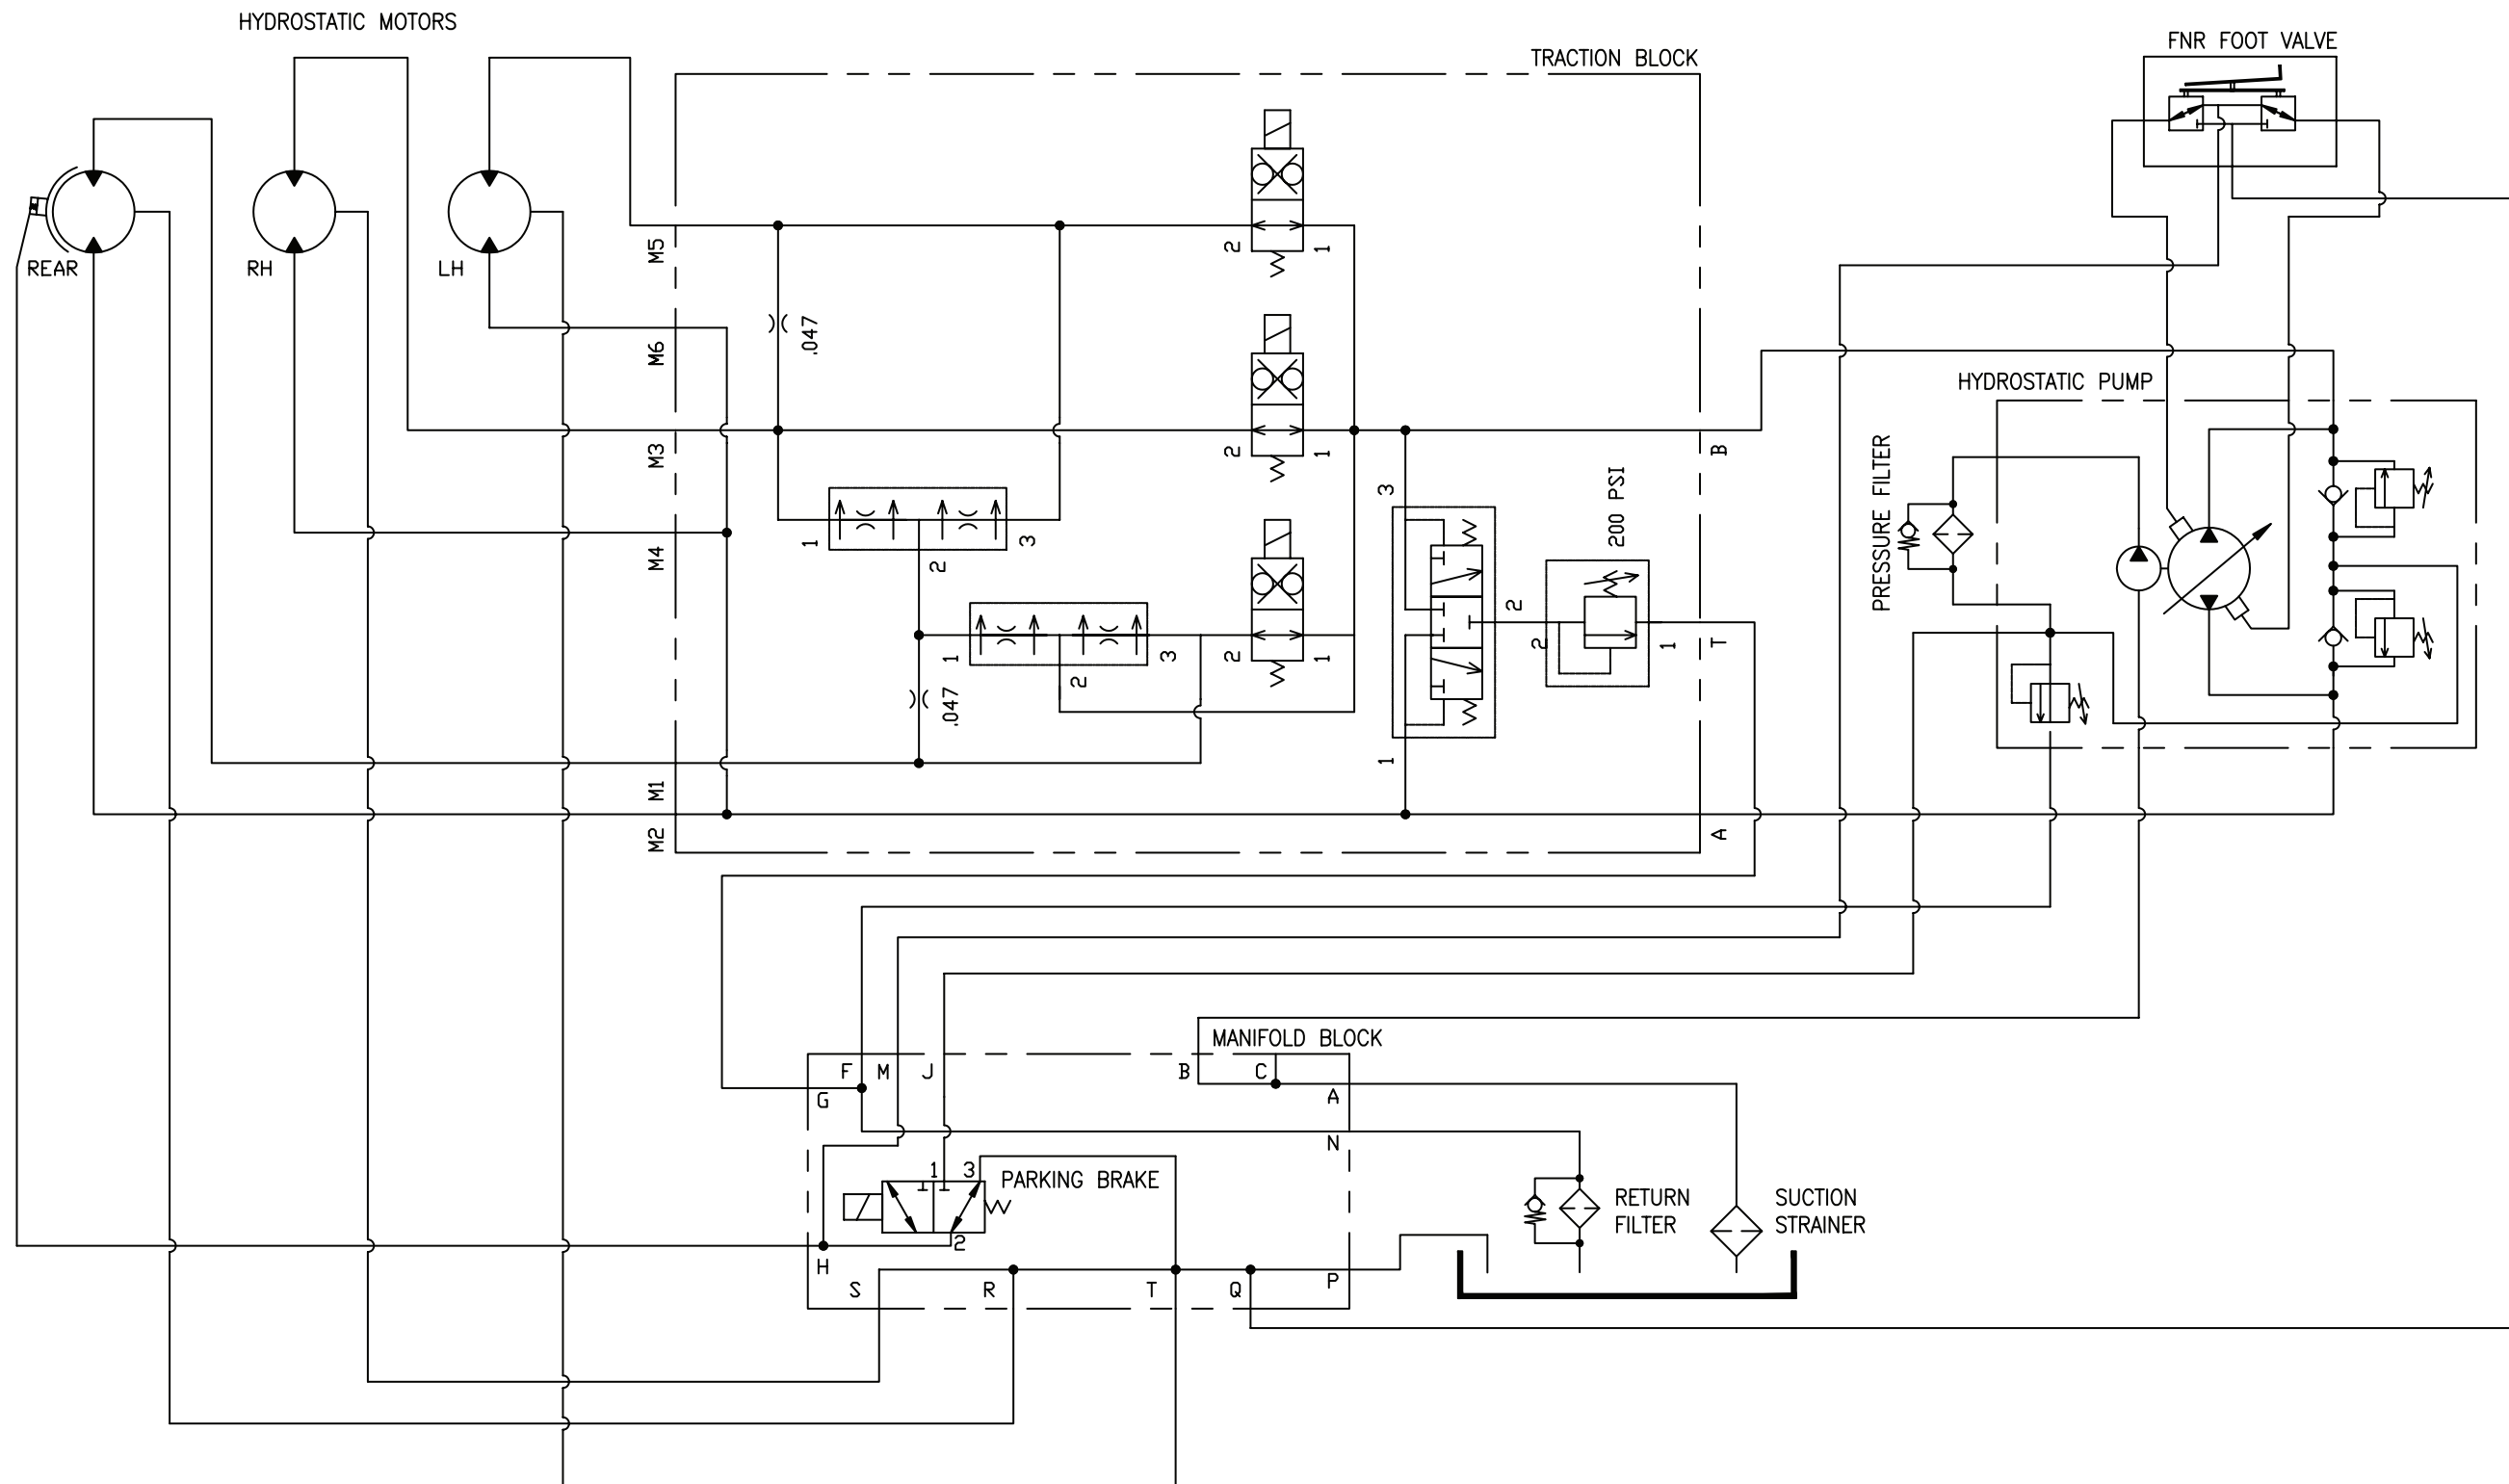 HYDROSTATIC MOTORS
FNR FOOT VALVE
TRACTION BLOCK
REAR
RH
LH
M5
2
1
.047
M6
HYDROSTATIC PUMP
M3
2
1
B
3
200 PSI
PRESSURE FILTER
M4
1
3
2
1
3
2
2
1
2
2
1
T
.047
M1
1
M2
A
MANIFOLD BLOCK
F
M
J
B
C
G
A
N
1
3
PARKING BRAKE
RETURN
FILTER
SUCTION
STRAINER
2
H
S
R
T
Q
P